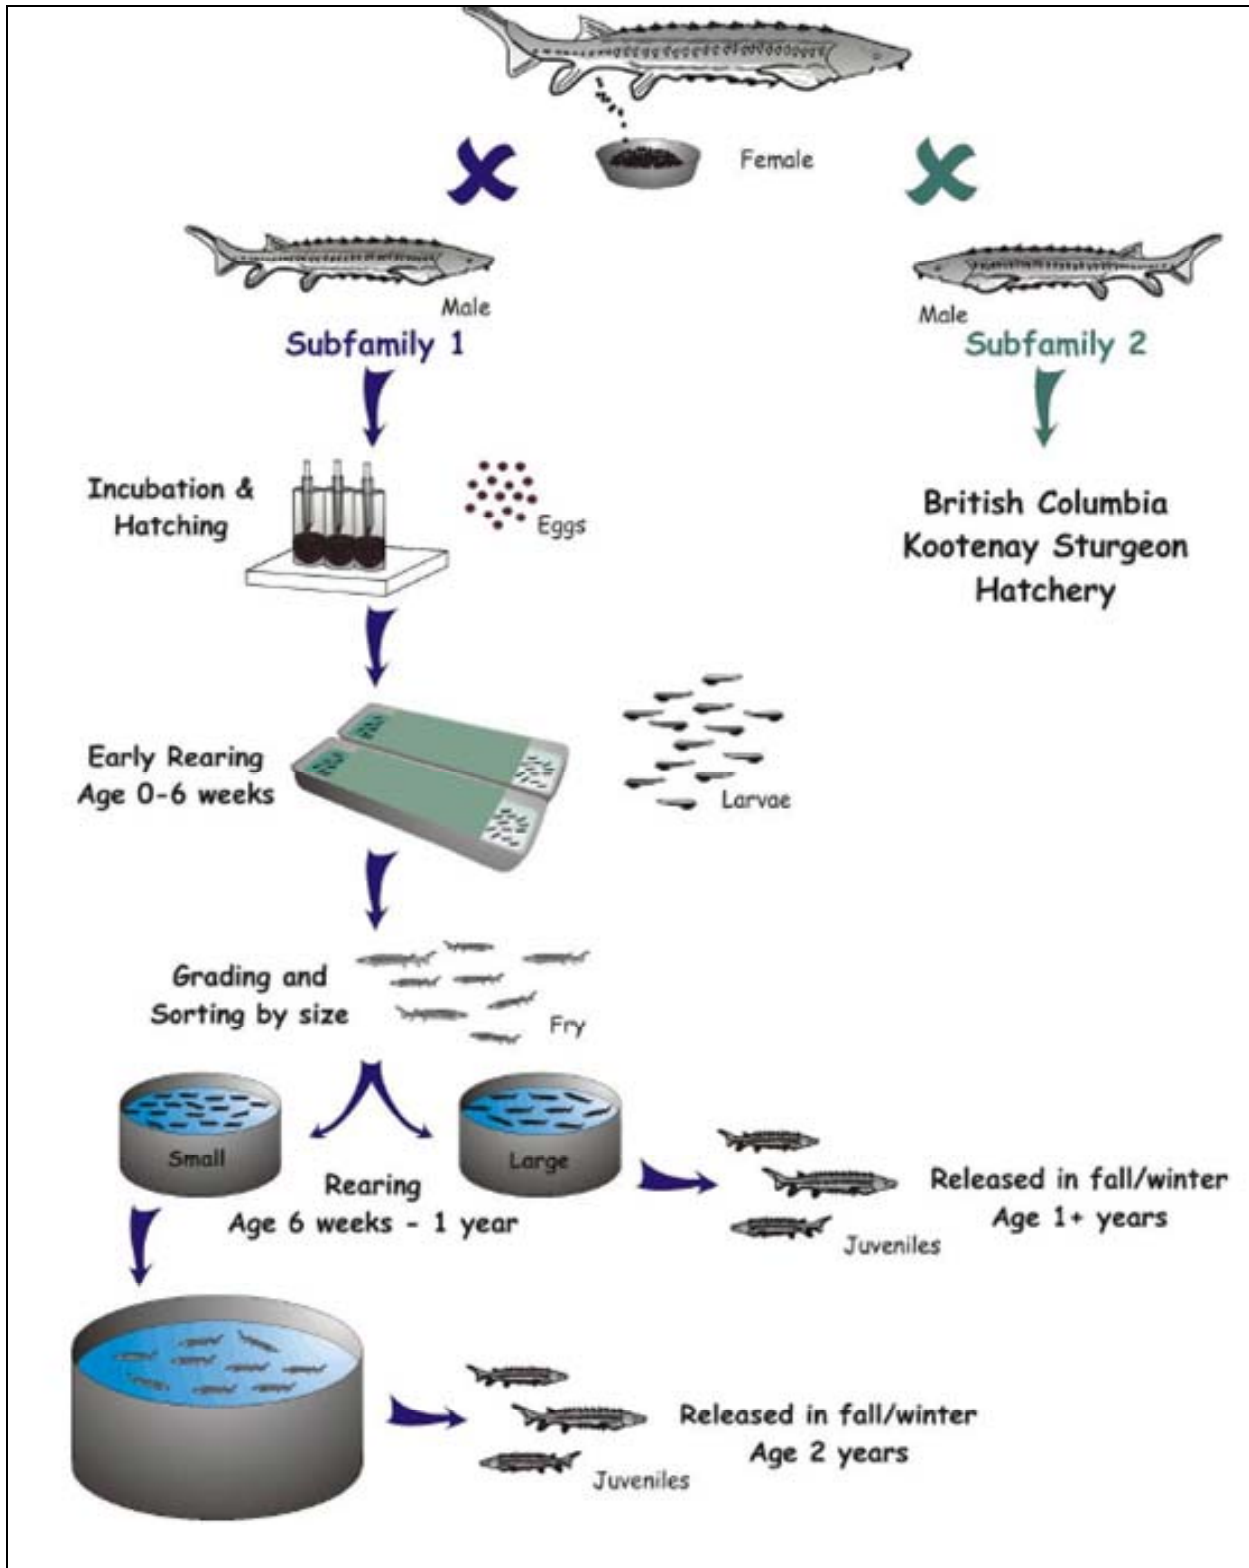 Female
Male
Subfamily 1
Male
Subfamily 2
Incubation &
Hatching
Eggs
British Columbia
Kootenay Sturgeon
Hatchery
Early Rearing
Age 0-6 weeks
Larvae
Grading and
Sorting by size
Fry
Small
Large
Rearing
Age 6 weeks - 1 year
Released in fall/winter
Age 1+ years
Juveniles
Released in fall/winter
Age 2 years
Juveniles